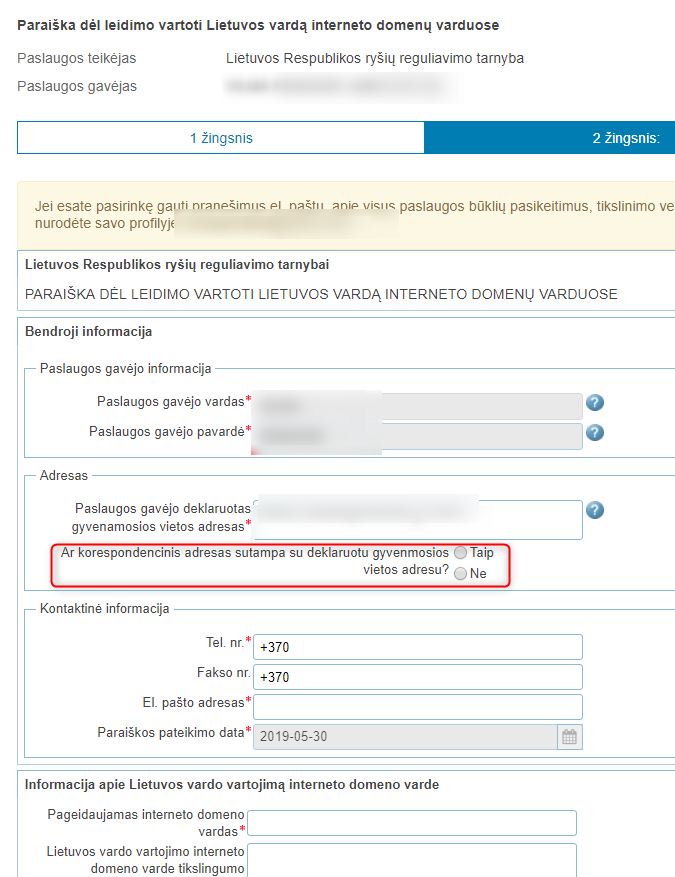 Paraiška dėl leidimo vartoti Lietuvos vardą interneto domenų varduose
Paslaugos teikėjas Lietuvos Respublikos ryšių reguliavimo tarnyba
Paslaugos gavėjas
1 žingsnis 2 žingsnis:
Jei esate pasirinkę gauti pranešimus el. paštu, apie visus paslaugos būklių pasikeitimus, tikslinimo ve
nurodėte savo profilyje
Lietuvos Respublikos ryšių reguliavimo tarnybai
PARAIŠKA DĖL LEIDIMO VARTOTI LIETUVOS VARDĄ INTERNETO DOMENŲ VARDUOSE
Bendroji informacija
Paslaugos gavėjo informacija
Paslaugos gavėjo vardas* ?
Paslaugos gavėjo pavardė* ?
Adresas
Paslaugos gavėjo deklaruotas ?
gyvenamosios vietos adresas*
Ar korespondencinis adresas sutampa su deklaruotu gyvenmosios Taip
vietos adresu? Ne
Kontaktinė informacija
Tel. nr.* +370
Fakso nr. +370
El. pašto adresas*
Paraiškos pateikimo data* 2019-05-30
Informacija apie Lietuvos vardo vartojimą interneto domeno varde
Pageidaujamas interneto domeno
vardas*
Lietuvos vardo vartojimo interneto
domeno varde tikslingumo